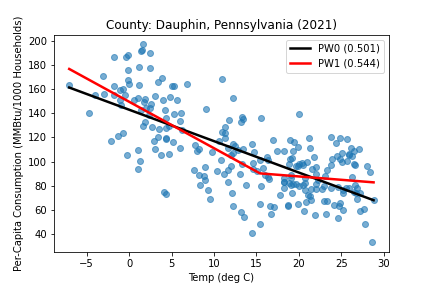 County: Dauphin, Pennsylvania (2021)
PW0 (0.501)
PW1 (0.544)
Per-Capita Consumption (MMBtu/1000 Households)
200
180
160
140
120
100
80
60
40
−5 0 5 10 15 20 25 30
Temp (deg C)